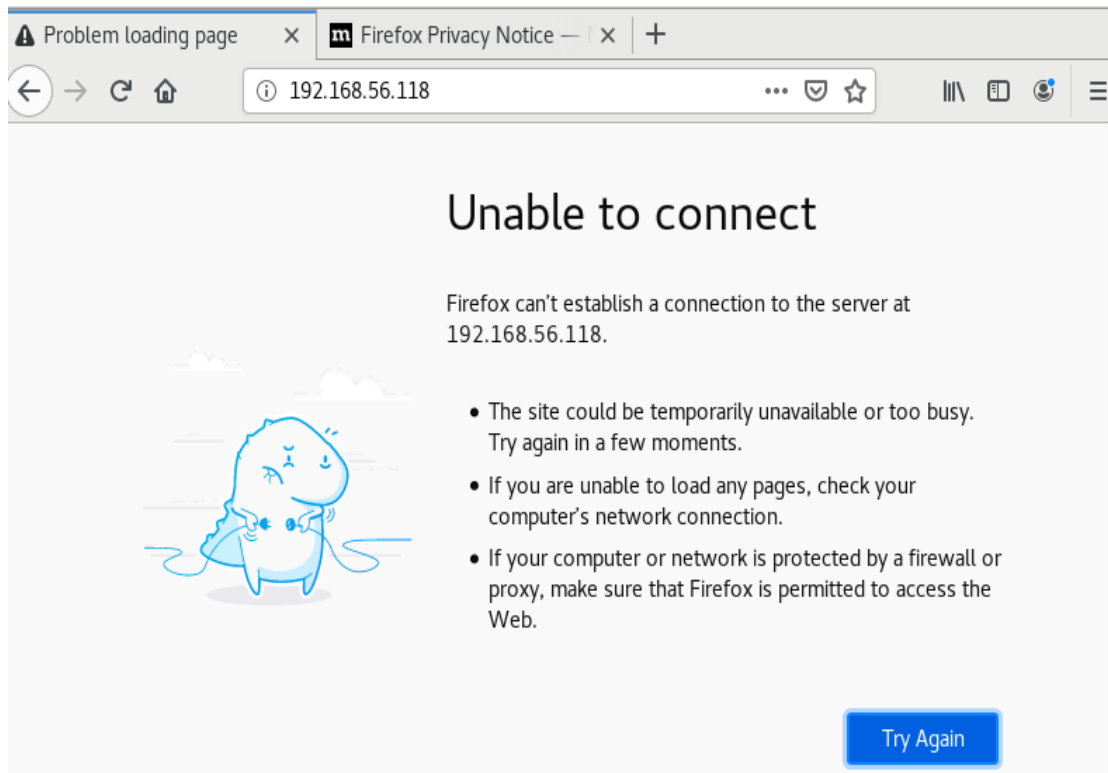 Problem loading page
m Firefox Privacy Notice —
192.168.56.118
Unable to connect
Firefox can't establish a connection to the server at
192.168.56.118.
• The site could be temporarily unavailable or too busy.
Try again in a few moments.
• If you are unable to load any pages, check your
computer's network connection.
• If your computer or network is protected by a firewall or
proxy, make sure that Firefox is permitted to access the
Web.
Try Again